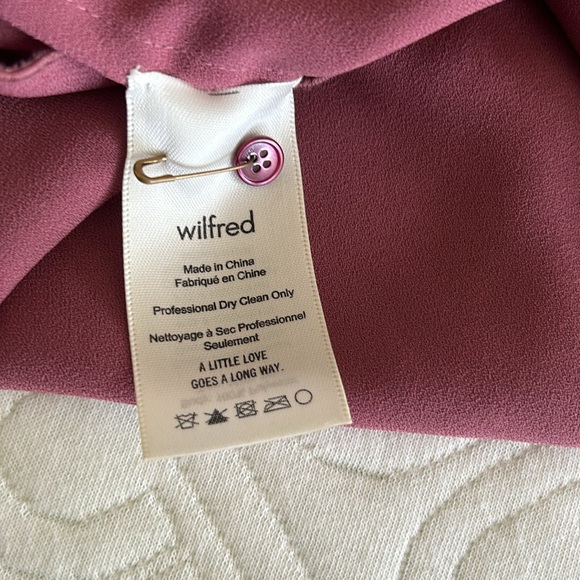 wilfred
Made in China
Fabriqué en Chine
Professional Dry Clean Only
Nettoyage à Sec Professionnel
Seulement
A LITTLE LOVE
GOES A LONG WAY.